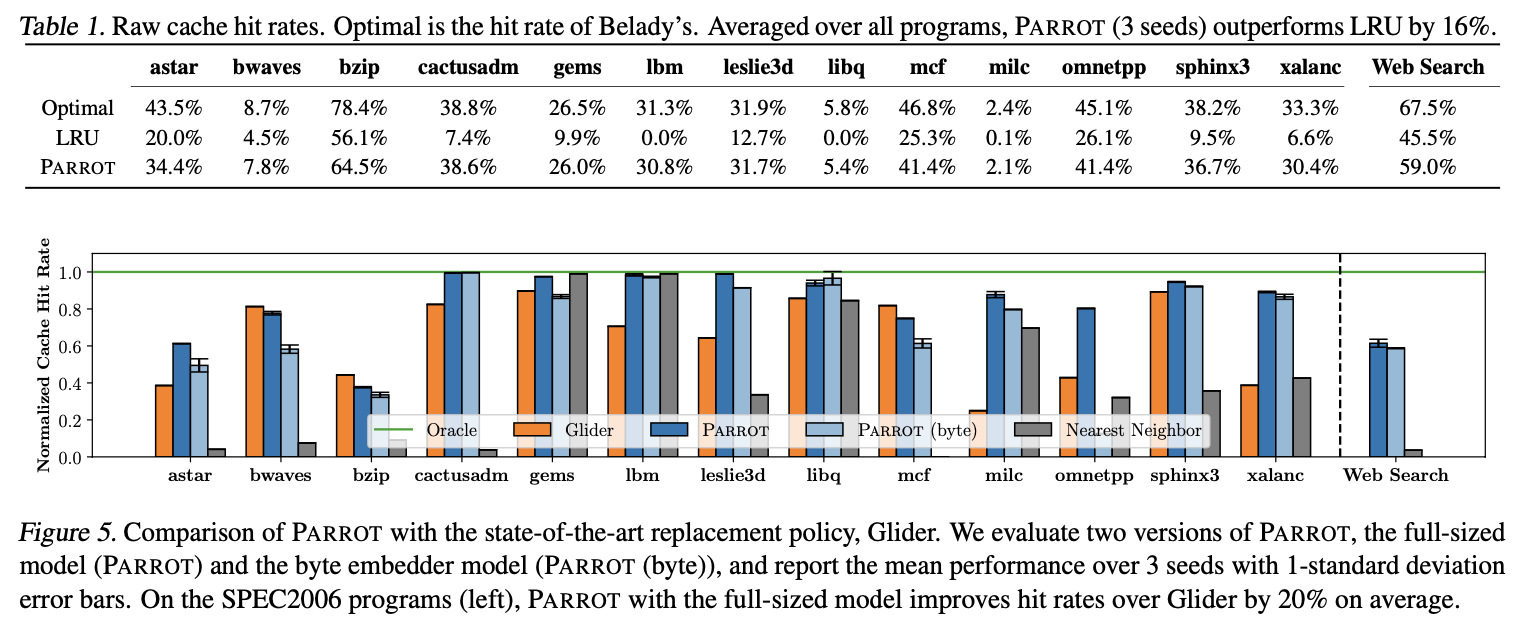 Table 1. Raw cache hit rates. Optimal is the hit rate of Belady's. Averaged over all programs, PARROT (3 seeds) outperforms LRU by 16%.
astar bwaves bzip cactusadm gems lbm leslie3d libq mcf milc omnetpp sphinx3 xalanc Web Search
Optimal 43.5% 8.7% 78.4% 38.8% 26.5% 31.3% 31.9% 5.8% 46.8% 2.4% 45.1% 38.2% 33.3% 67.5%
LRU 20.0% 4.5% 56.1% 7.4% 9.9% 0.0% 12.7% 0.0% 25.3% 0.1% 26.1% 9.5% 6.6% 45.5%
PARROT 34.4% 7.8% 64.5% 38.6% 26.0% 30.8% 31.7% 5.4% 41.4% 2.1% 41.4% 36.7% 30.4% 59.0%
Normalized Cache Hit Rate
1.0
0.8
0.6
0.4
0.2
0.0
Oracle Glider PARROT PARROT (byte) Nearest Neighbor
astar bwaves bzip cactusadm gems lbm leslie3d libq mcf milc omnetpp sphinx3 xalanc Web Search
Figure 5. Comparison of PARROT with the state-of-the-art replacement policy, Glider. We evaluate two versions of PARROT, the full-sized
model (PARROT) and the byte embedder model (PARROT (byte)), and report the mean performance over 3 seeds with 1-standard deviation
error bars. On the SPEC2006 programs (left), PARROT with the full-sized model improves hit rates over Glider by 20% on average.